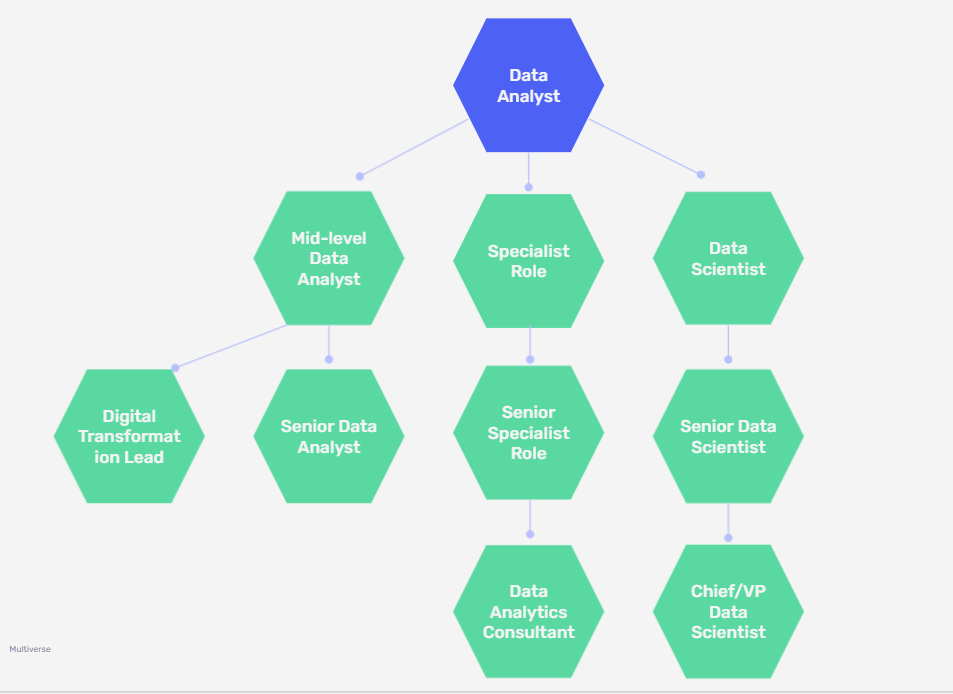 Data
Analyst
Mid-level
Data
Analyst
Specialist
Role
Data
Scientist
Digital
Transformat
ion Lead
Senior Data
Analyst
Senior
Specialist
Role
Senior Data
Scientist
Data
Analytics
Consultant
Chief/VP
Data
Scientist
Multiverse